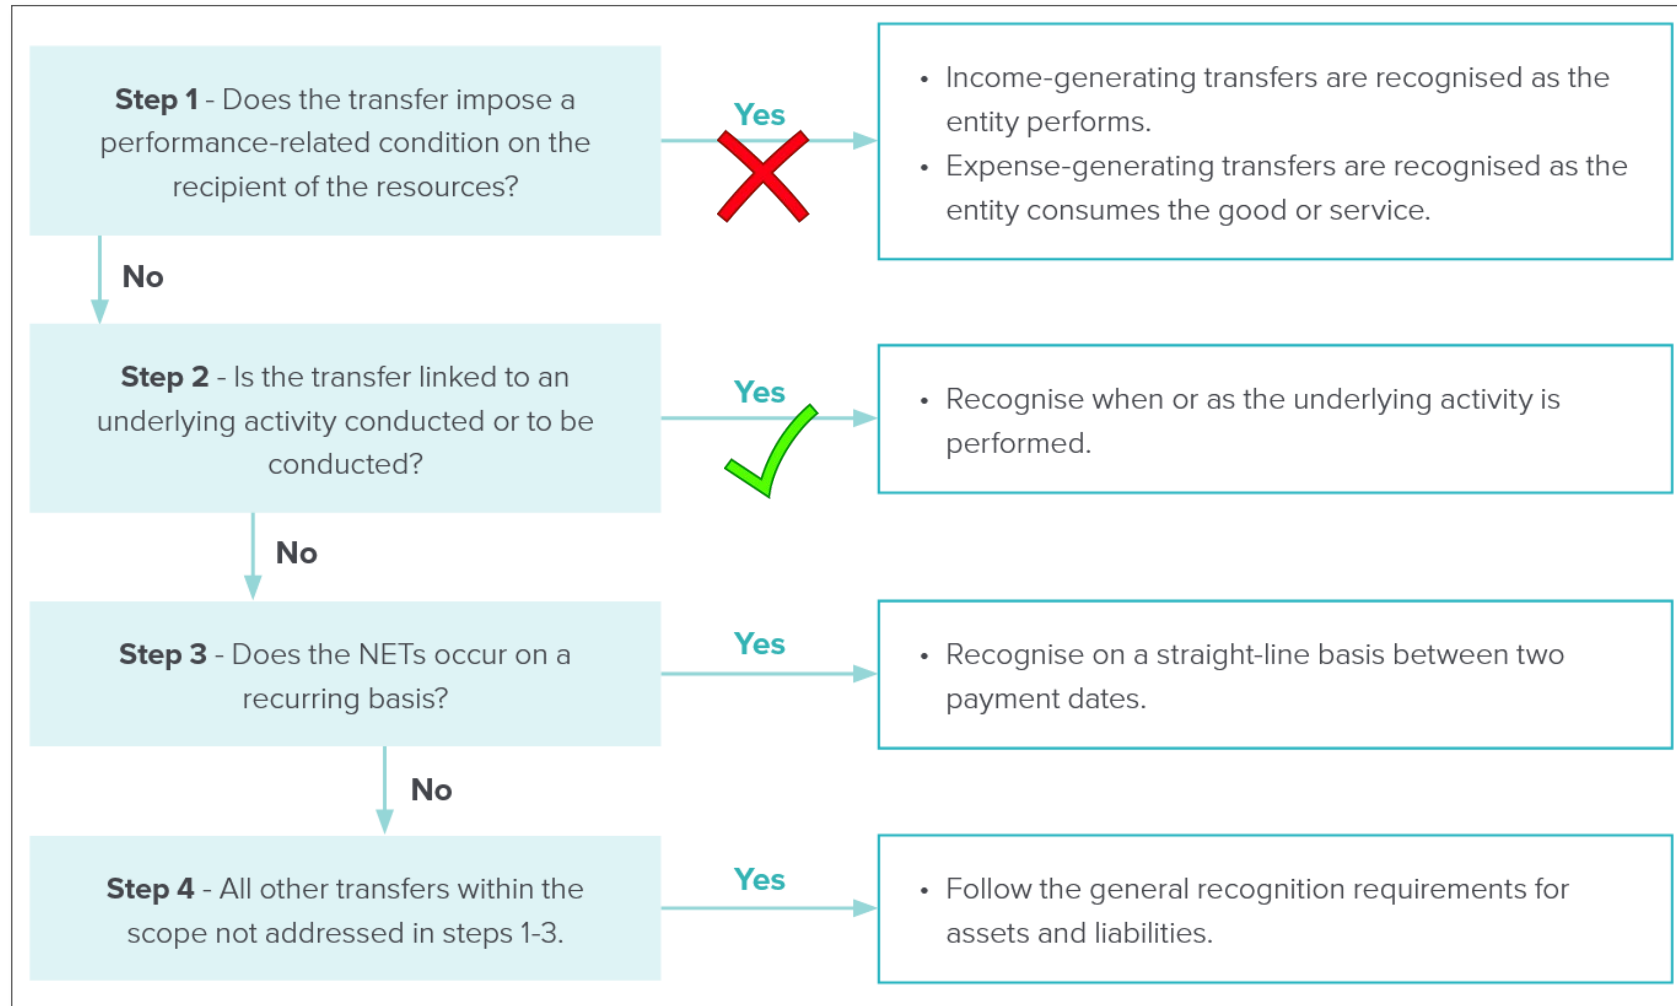 Step 1 - Does the transfer impose a
performance-related condition on the
recipient of the resources?
Yes
• Income-generating transfers are recognised as the
entity performs.
• Expense-generating transfers are recognised as the
entity consumes the good or service.
No
Step 2 - Is the transfer linked to an
underlying activity conducted or to be
conducted?
Yes
• Recognise when or as the underlying activity is
performed.
No
Step 3 - Does the NETs occur on a
recurring basis?
Yes
• Recognise on a straight-line basis between two
payment dates.
No
Step 4 - All other transfers within the
scope not addressed in steps 1-3.
Yes
• Follow the general recognition requirements for
assets and liabilities.